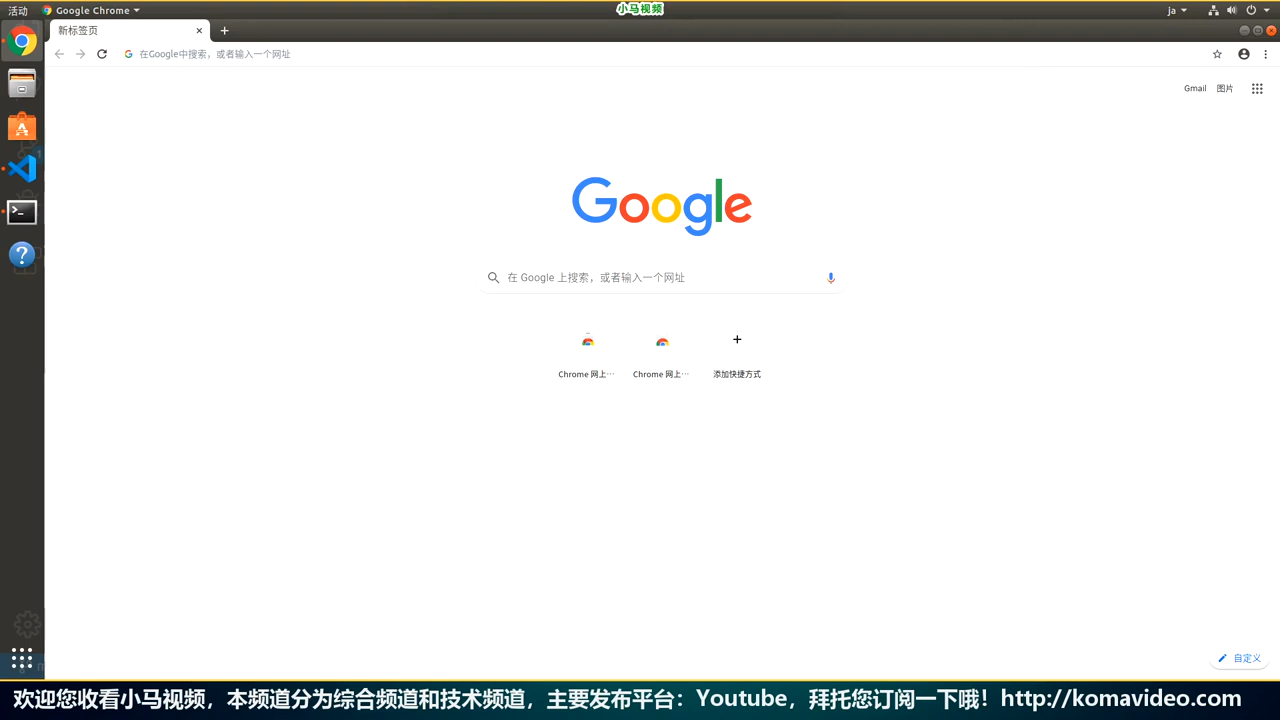 活动 Google Chrome 小马视频 ja
新标签页
在Google中搜索，或者输入一个网址
Gmail 图片
Google
在 Google 上搜索，或者输入一个网址
Chrome 网上… Chrome 网上… 添加快捷方式
自定义
欢迎您收看小马视频，本频道分为综合频道和技术频道，主要发布平台：Youtube，拜托您订阅一下哦！http://komavideo.com